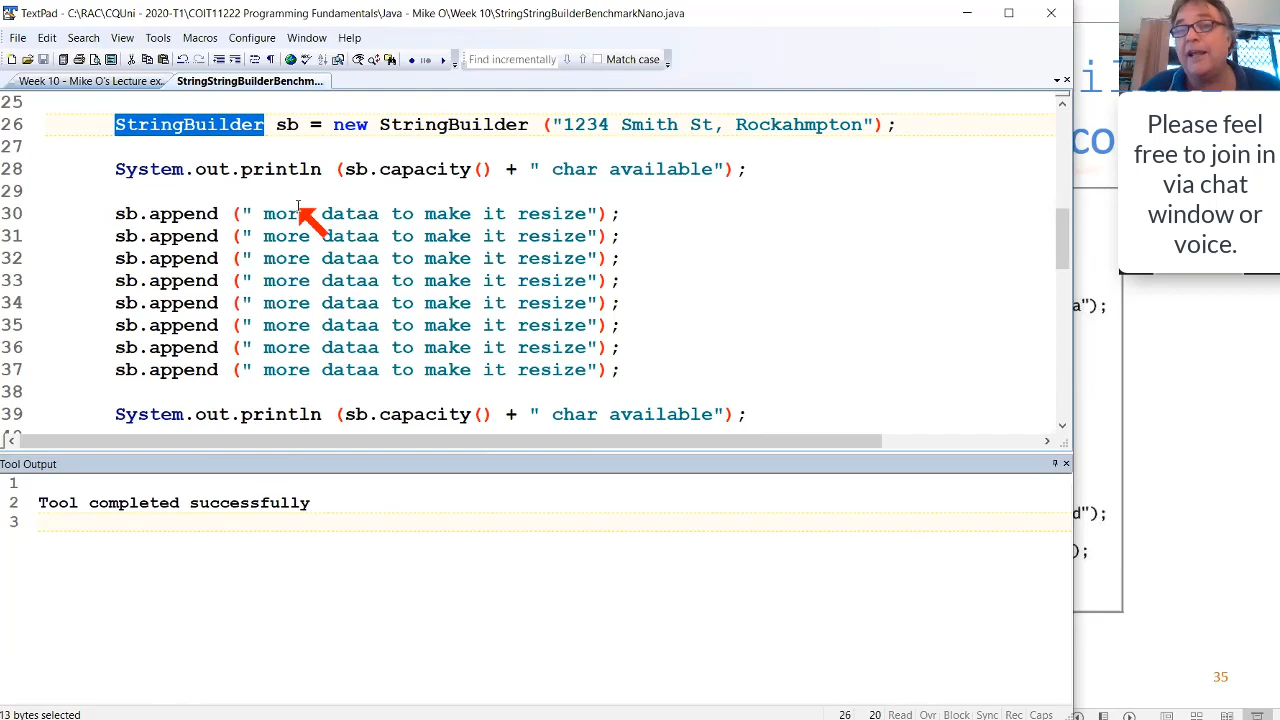 TextPad - C:\RAC\CQUni - 2020-T1\COIT11222 Programming Fundamentals\Java - Mike O\Week 10\StringStringBuilderBenchmarkNano.java
File Edit Search View Tools Macros Configure Window Help
Find incrementally Match case
Week 10 - Mike O's Lecture ex... StringStringBuilderBenchm...
25
26 StringBuilder sb = new StringBuilder ("1234 Smith St, Rockahmpton");
27
28 System.out.println (sb.capacity() + " char available");
29
30 sb.append (" more dataa to make it resize");
31 sb.append (" more dataa to make it resize");
32 sb.append (" more dataa to make it resize");
33 sb.append (" more dataa to make it resize");
34 sb.append (" more dataa to make it resize");
35 sb.append (" more dataa to make it resize");
36 sb.append (" more dataa to make it resize");
37 sb.append (" more dataa to make it resize");
38
39 System.out.println (sb.capacity() + " char available");
Tool Output
1
2 Tool completed successfully
3
13 bytes selected 26 20 Read Ovr Block Sync Rec Caps
Please feel
free to join in
via chat
window or
voice.
co
a");
d");
);
35